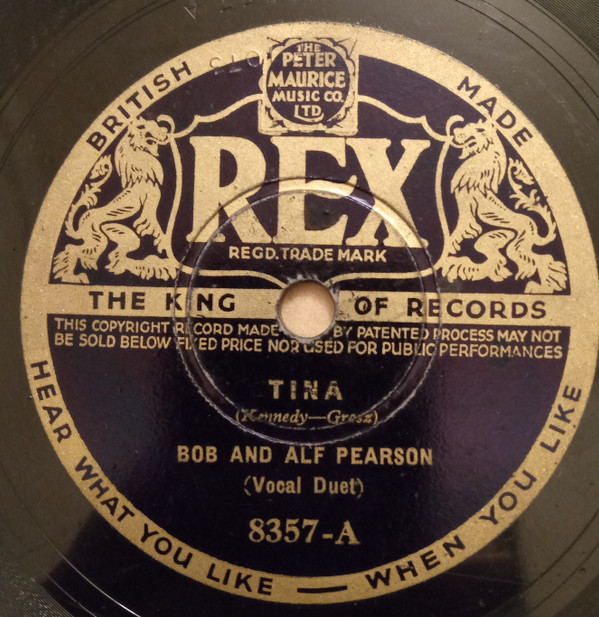 THE
PETER
MAURICE
MUSIC CO.
LTD
BRITISH MADE
REX
REGD. TRADE MARK
THE KING OF RECORDS
THIS COPYRIGHT RECORD MADE BY PATENTED PROCESS MAY NOT
BE SOLD BELOW FIXED PRICE NOR USED FOR PUBLIC PERFORMANCES
TINA
(Kennedy—Grosz)
BOB AND ALF PEARSON
(Vocal Duet)
8357-A
HEAR WHAT YOU LIKE — WHEN YOU LIKE